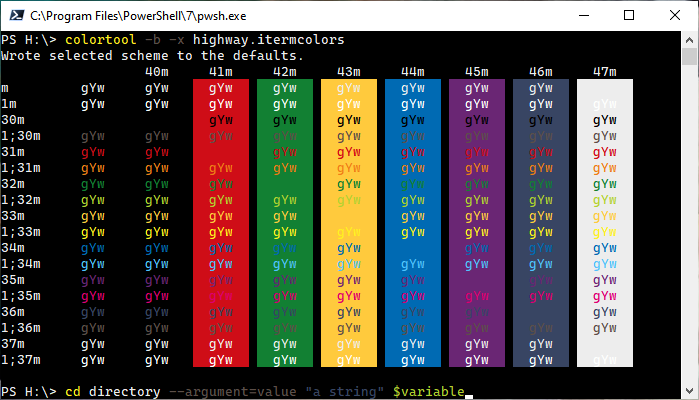 C:\Program Files\PowerShell\7\pwsh.exe
PS H:\> colortool -b -x highway.itermcolors
Wrote selected scheme to the defaults.
40m 41m 42m 43m 44m 45m 46m 47m
m gYw gYw gYw gYw gYw gYw gYw gYw
1m gYw gYw gYw gYw gYw gYw gYw gYw gYw
30m gYw gYw gYw gYw gYw gYw gYw
1;30m gYw gYw gYw gYw gYw gYw gYw gYw gYw
31m gYw gYw gYw gYw gYw gYw gYw gYw
1;31m gYw gYw gYw gYw gYw gYw gYw gYw gYw
32m gYw gYw gYw gYw gYw gYw gYw gYw
1;32m gYw gYw gYw gYw gYw gYw gYw gYw gYw
33m gYw gYw gYw gYw gYw gYw gYw gYw
1;33m gYw gYw gYw gYw gYw gYw gYw gYw gYw
34m gYw gYw gYw gYw gYw gYw gYw gYw
1;34m gYw gYw gYw gYw gYw gYw gYw gYw gYw
35m gYw gYw gYw gYw gYw gYw gYw gYw
1;35m gYw gYw gYw gYw gYw gYw gYw gYw gYw
36m gYw gYw gYw gYw gYw gYw gYw gYw
1;36m gYw gYw gYw gYw gYw gYw gYw gYw gYw
37m gYw gYw gYw gYw gYw gYw gYw gYw
1;37m gYw gYw gYw gYw gYw gYw gYw gYw gYw
PS H:\> cd directory --argument=value "a string" $variable